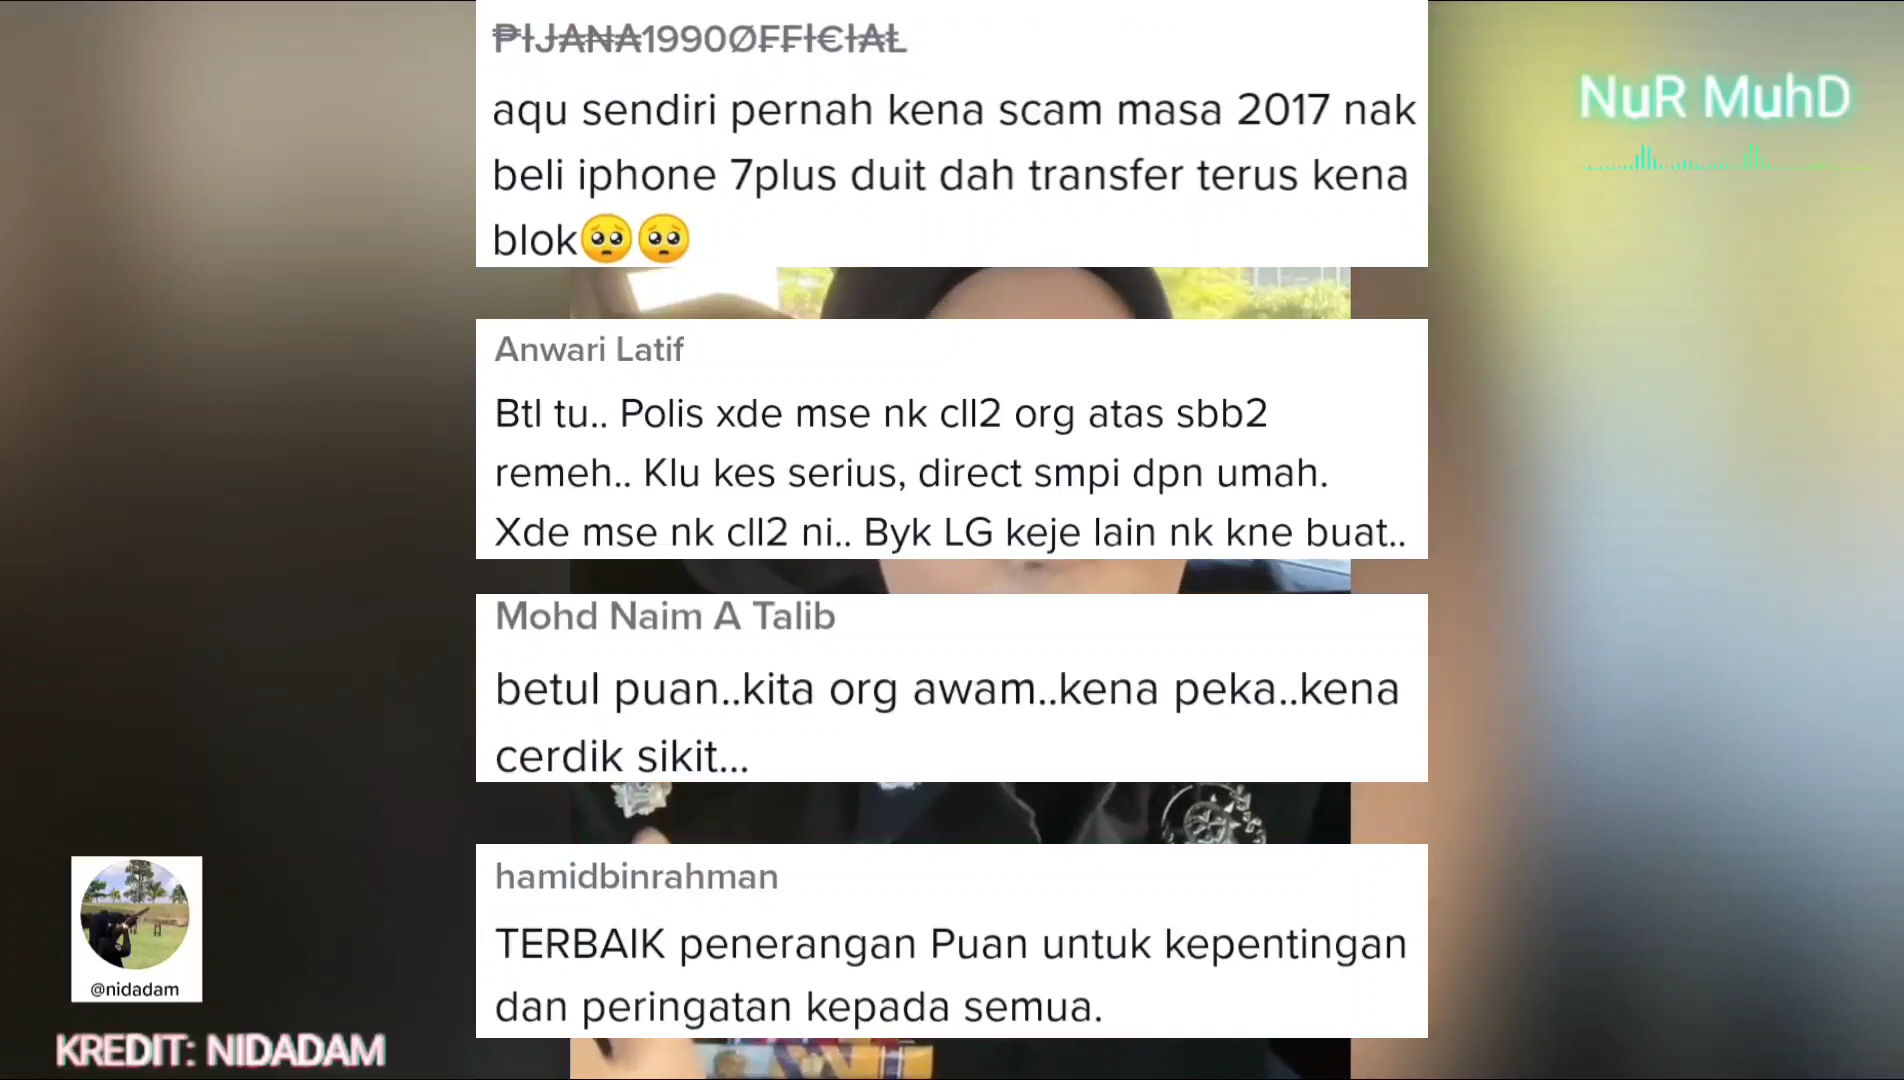 ₱ƗJ₳₦₳1990Ø₣₣Ɨ€Ɨ₳Ł
aqu sendiri pernah kena scam masa 2017 nak
beli iphone 7plus duit dah transfer terus kena
blok🥺🥺
NuR MuhD
Anwari Latif
Btl tu.. Polis xde mse nk cll2 org atas sbb2
remeh.. Klu kes serius, direct smpi dpn umah.
Xde mse nk cll2 ni.. Byk LG keje lain nk kne buat..
Mohd Naim A Talib
betul puan..kita org awam..kena peka..kena
cerdik sikit...
hamidbinrahman
TERBAIK penerangan Puan untuk kepentingan
dan peringatan kepada semua.
@nidadam
KREDIT: NIDADAM